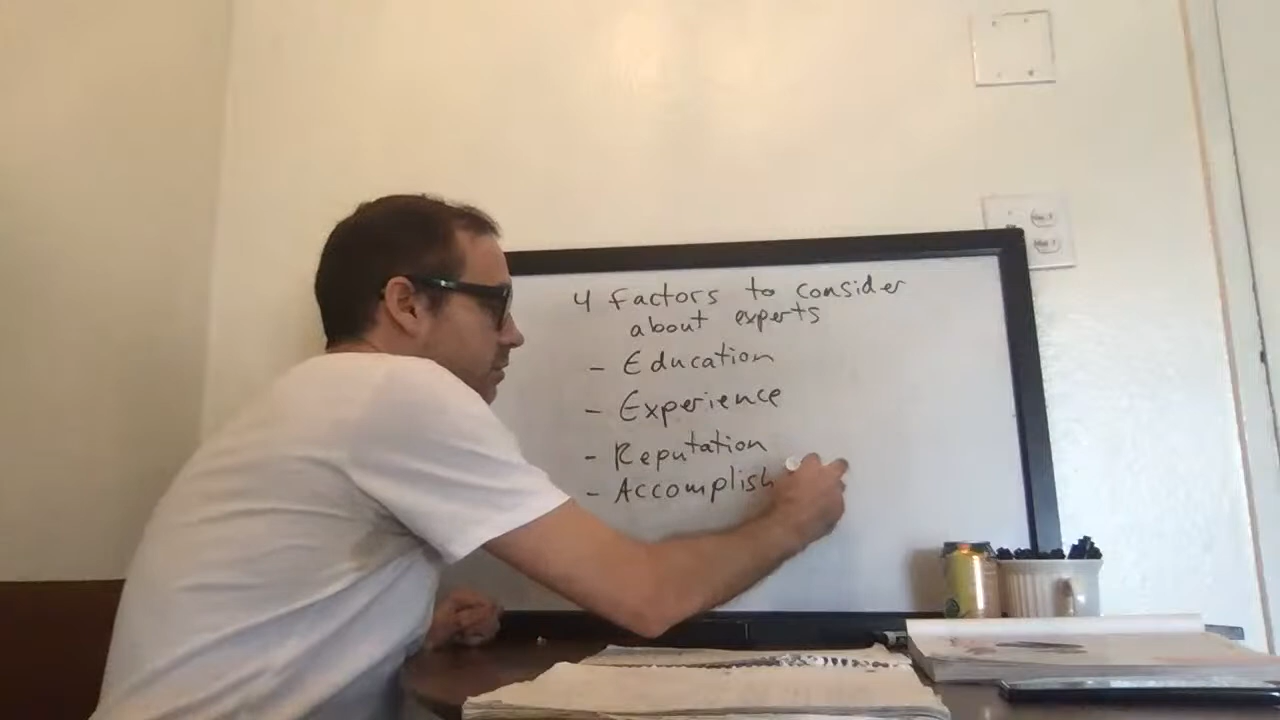 4 factors to consider
about experts
- Education
- Experience
- Reputation
- Accomplish